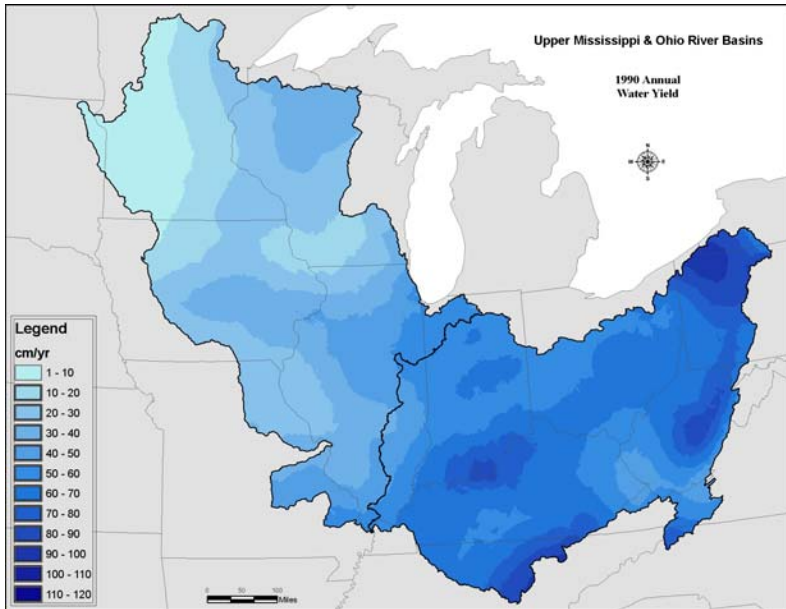 Upper Mississippi & Ohio River Basins
1990 Annual
Water Yield
N
W
E
S
Legend
cm/yr
1 - 10
10 - 20
20 - 30
30 - 40
40 - 50
50 - 60
60 - 70
70 - 80
80 - 90
90 - 100
100 - 110
110 - 120
0 50 100
Miles